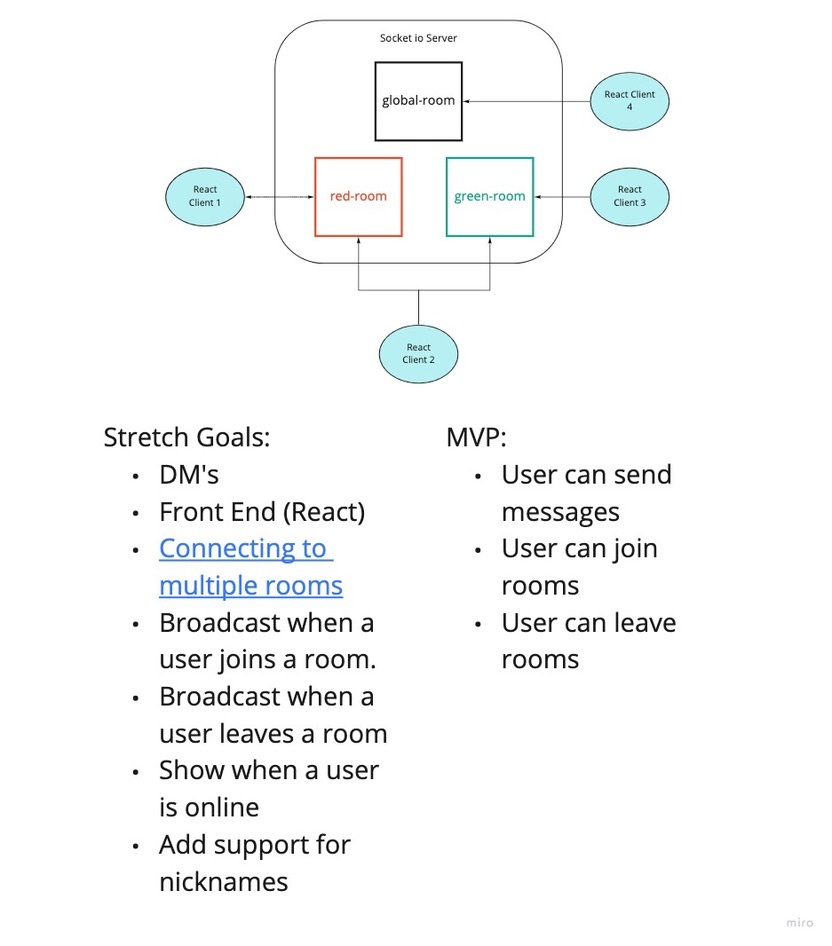 Socket io Server
global-room
React Client
4
React
Client 1
red-room
green-room
React
Client 3
React
Client 2
Stretch Goals:
• DM's
• Front End (React)
• Connecting to
multiple rooms
• Broadcast when a
user joins a room.
• Broadcast when a
user leaves a room
• Show when a user
is online
• Add support for
nicknames
MVP:
• User can send
messages
• User can join
rooms
• User can leave
rooms
miro